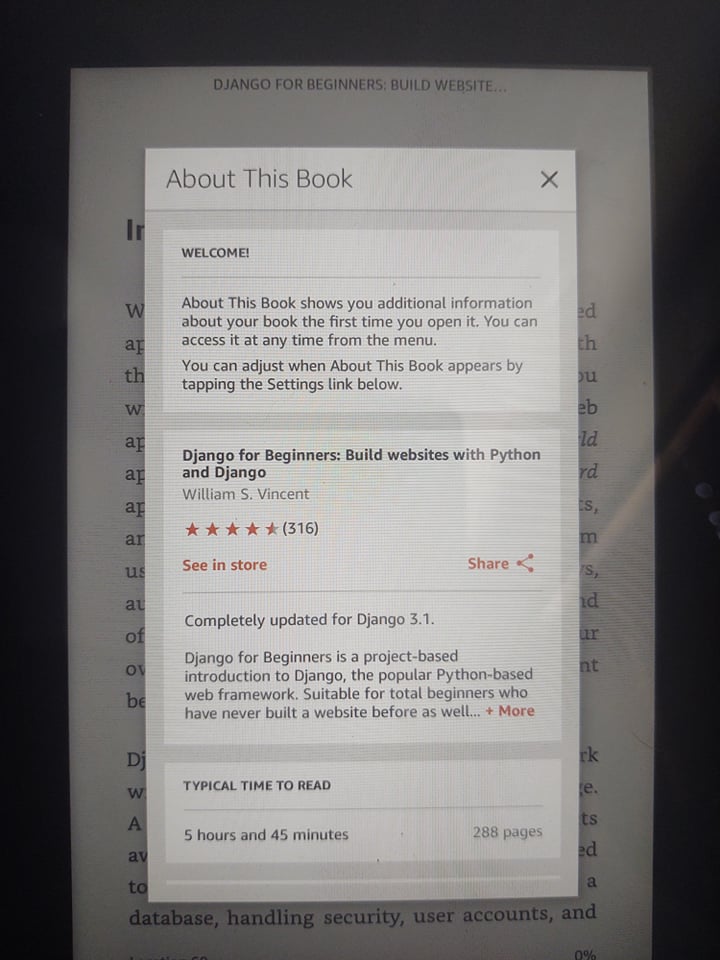 DJANGO FOR BEGINNERS: BUILD WEBSITE...
About This Book
WELCOME!
About This Book shows you additional information
about your book the first time you open it. You can
access it at any time from the menu.
You can adjust when About This Book appears by
tapping the Settings link below.
Django for Beginners: Build websites with Python
and Django
William S. Vincent
(316)
See in store
Share
Completely updated for Django 3.1.
Django for Beginners is a project-based
introduction to Django, the popular Python-based
web framework. Suitable for total beginners who
have never built a website before as well... + More
TYPICAL TIME TO READ
5 hours and 45 minutes
288 pages
database, handling security, user accounts, and
0%